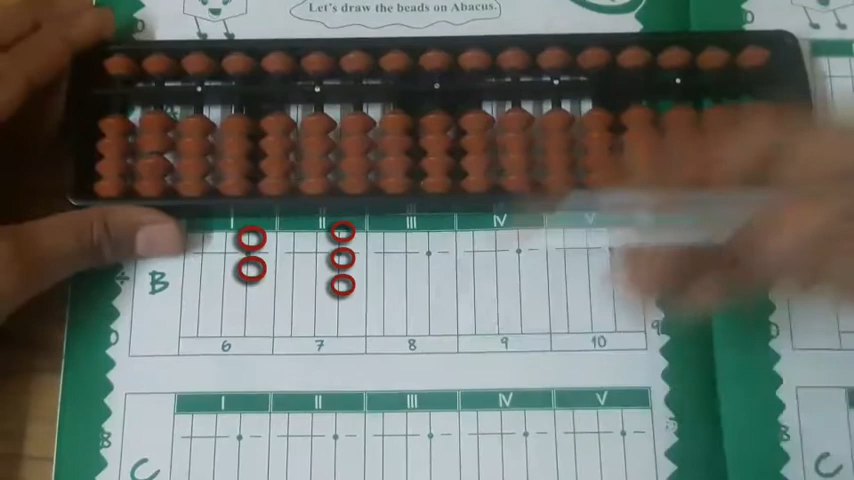 Let's draw the beads on Abacus.
I II III IV V
B
6 7 8 9 10
I II III IV V
C
C